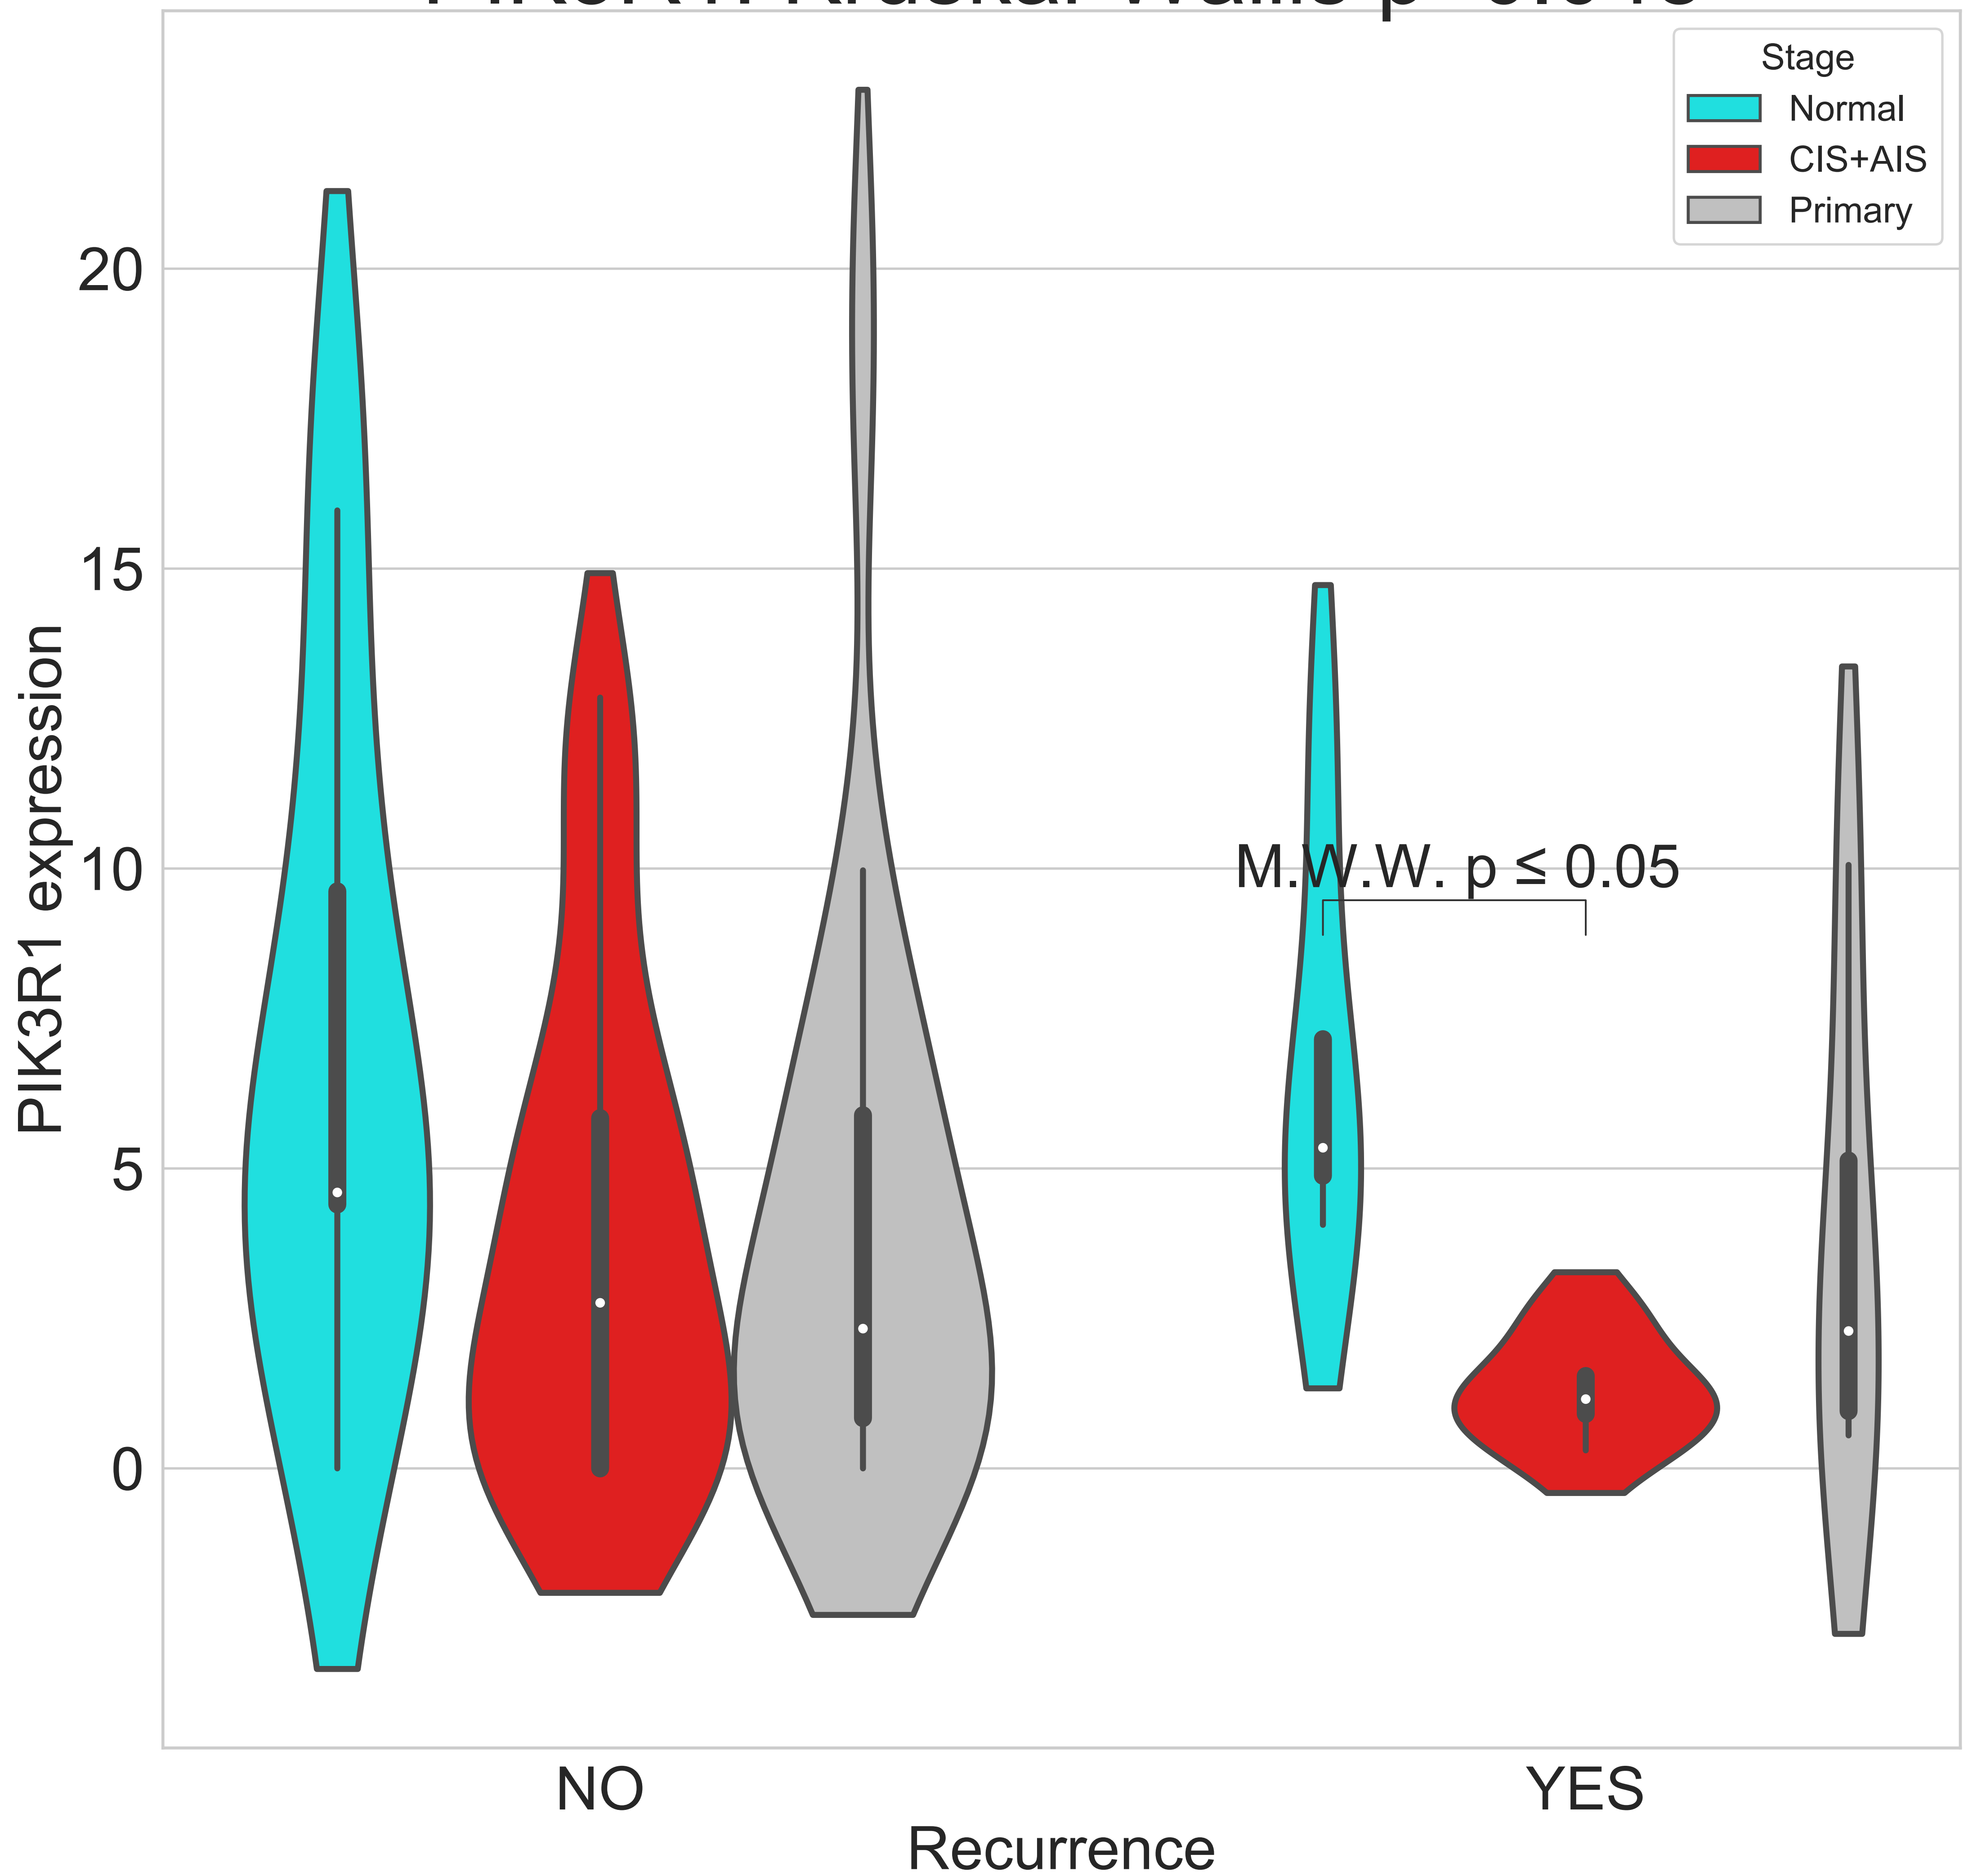 Stage
Normal
CIS+AIS
Primary
20
15
10
5
0
PIK3R1 expression
M.W.W. p ≤ 0.05
NO
YES
Recurrence